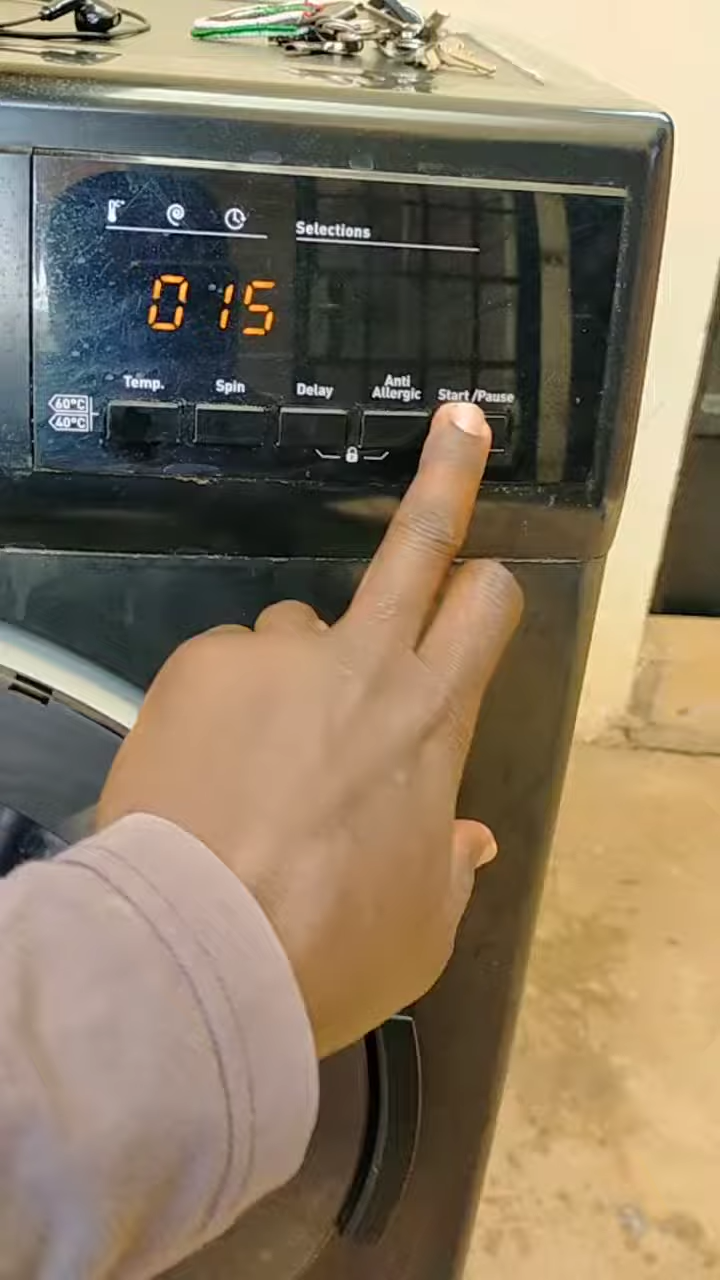 Selections
015
Temp.
Spin
Delay
Anti
Allergic
Start/Pause
60°C
40°C